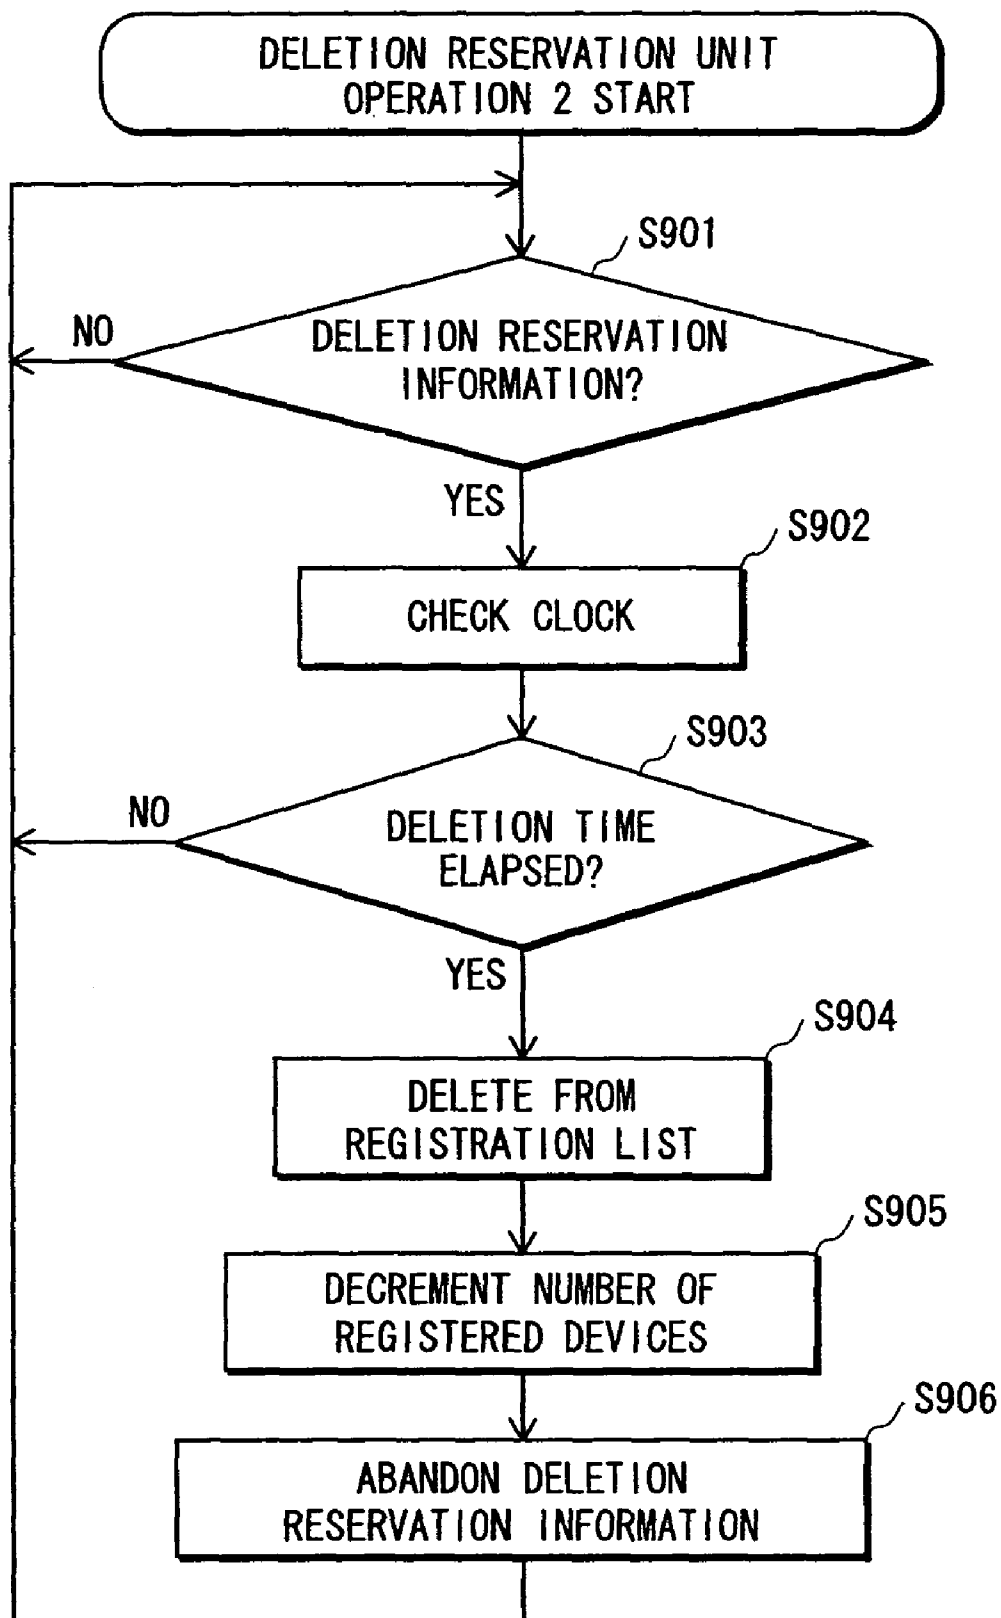 DELETION RESERVATION UNIT
OPERATION 2 START
S901
NO
DELETION RESERVATION
INFORMATION?
YES
S902
CHECK CLOCK
S903
NO
DELETION TIME
ELAPSED?
YES
S904
DELETE FROM
REGISTRATION LIST
S905
DECREMENT NUMBER OF
REGISTERED DEVICES
S906
ABANDON DELETION
RESERVATION INFORMATION